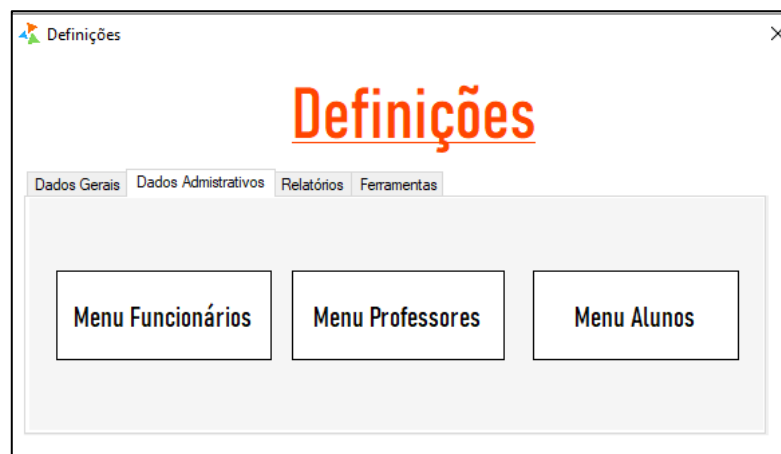 Definições
Definições
Dados Gerais Dados Admistrativos Relatórios Ferramentas
Menu Funcionários Menu Professores Menu Alunos